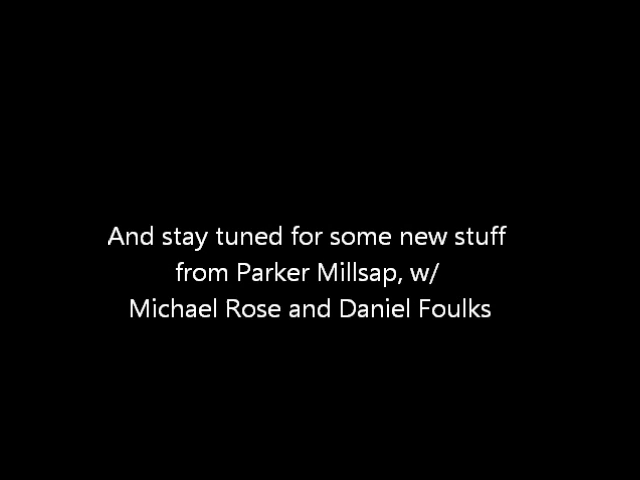 And stay tuned for some new stuff
from Parker Millsap, w/
Michael Rose and Daniel Foulks